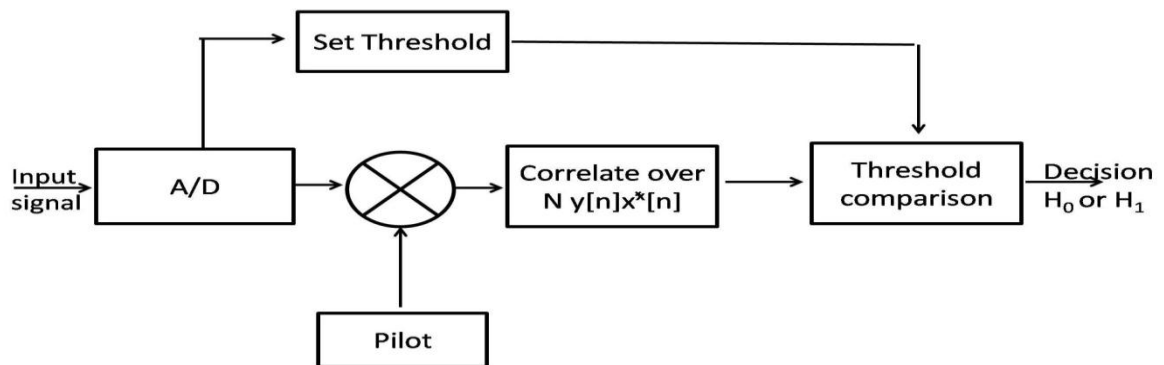 Set Threshold
Input
signal
A/D
Correlate over
N y[n]x*[n]
Threshold
comparison
Decision
H₀ or H₁
Pilot